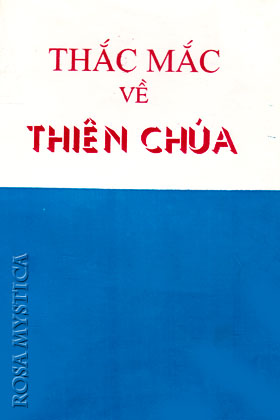 THẮC MẮC
VỀ
THIÊN CHÚA
ROSA MYSTICA